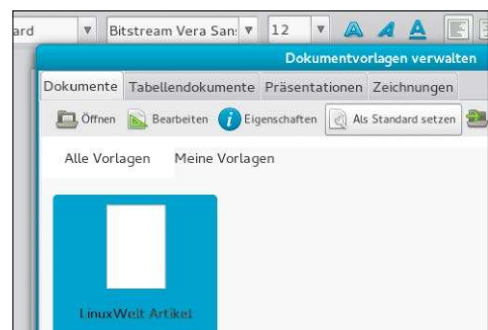 ard Bitstream Vera San: 12
Dokumentvorlagen verwalten
Dokumente Tabellendokumente Präsentationen Zeichnungen
Öffnen Bearbeiten Eigenschaften Als Standard setzen
Alle Vorlagen Meine Vorlagen
LinuxWelt Artikel